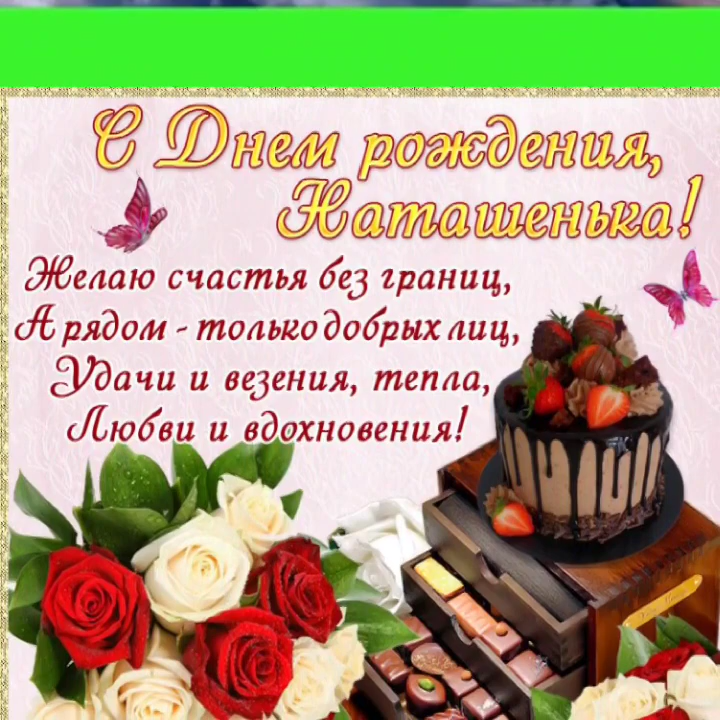 С Днем рождения,
Наташенька!
Желаю счастья без границ,
А рядом - только добрых лиц,
Удачи и везения, тепла,
Любви и вдохновения!